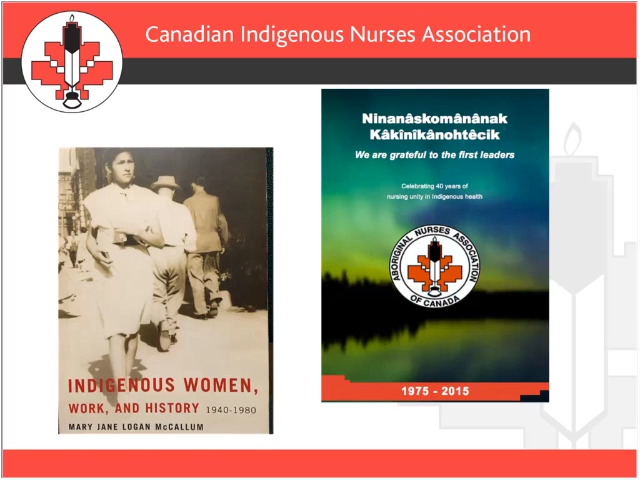 Canadian Indigenous Nurses Association
Ninanâskomânânak
Kâkînîkânohtêcik
We are grateful to the first leaders
Celebrating 40 years of
nursing unity in Indigenous health
ABORIGINAL NURSES ASSOCIATION
OF CANADA
1975 - 2015
INDIGENOUS WOMEN,
WORK, AND HISTORY 1940-1980
MARY JANE LOGAN McCALLUM